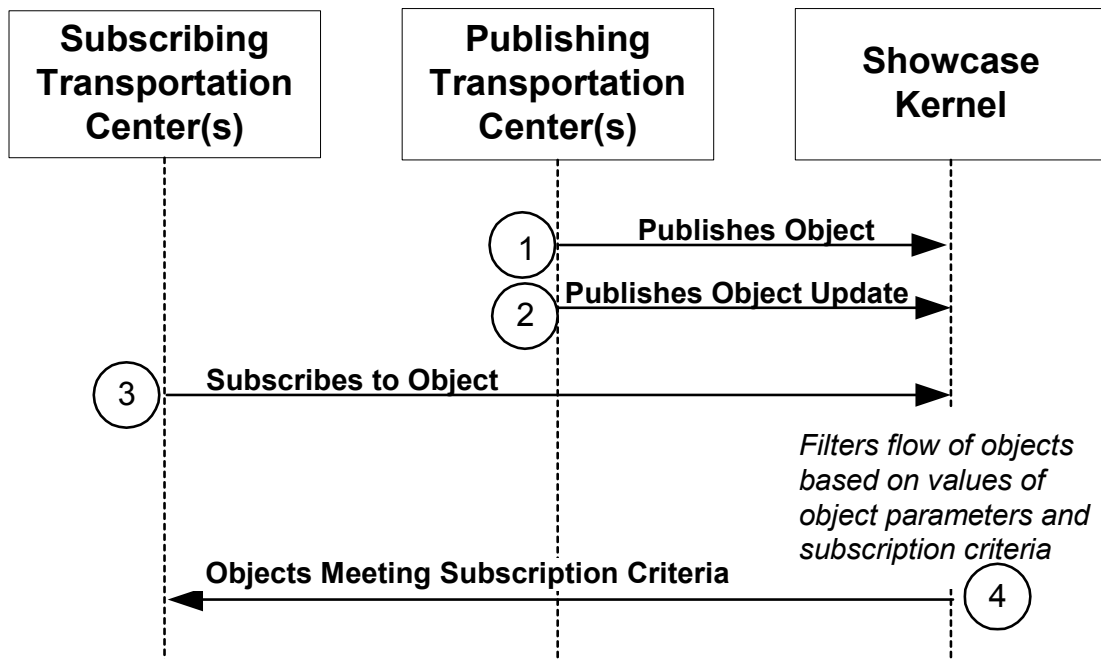 Subscribing
Transportation
Center(s)
Publishing
Transportation
Center(s)
Showcase
Kernel
1
Publishes Object
2
Publishes Object Update
3
Subscribes to Object
Filters flow of objects
based on values of
object parameters and
subscription criteria
Objects Meeting Subscription Criteria
4